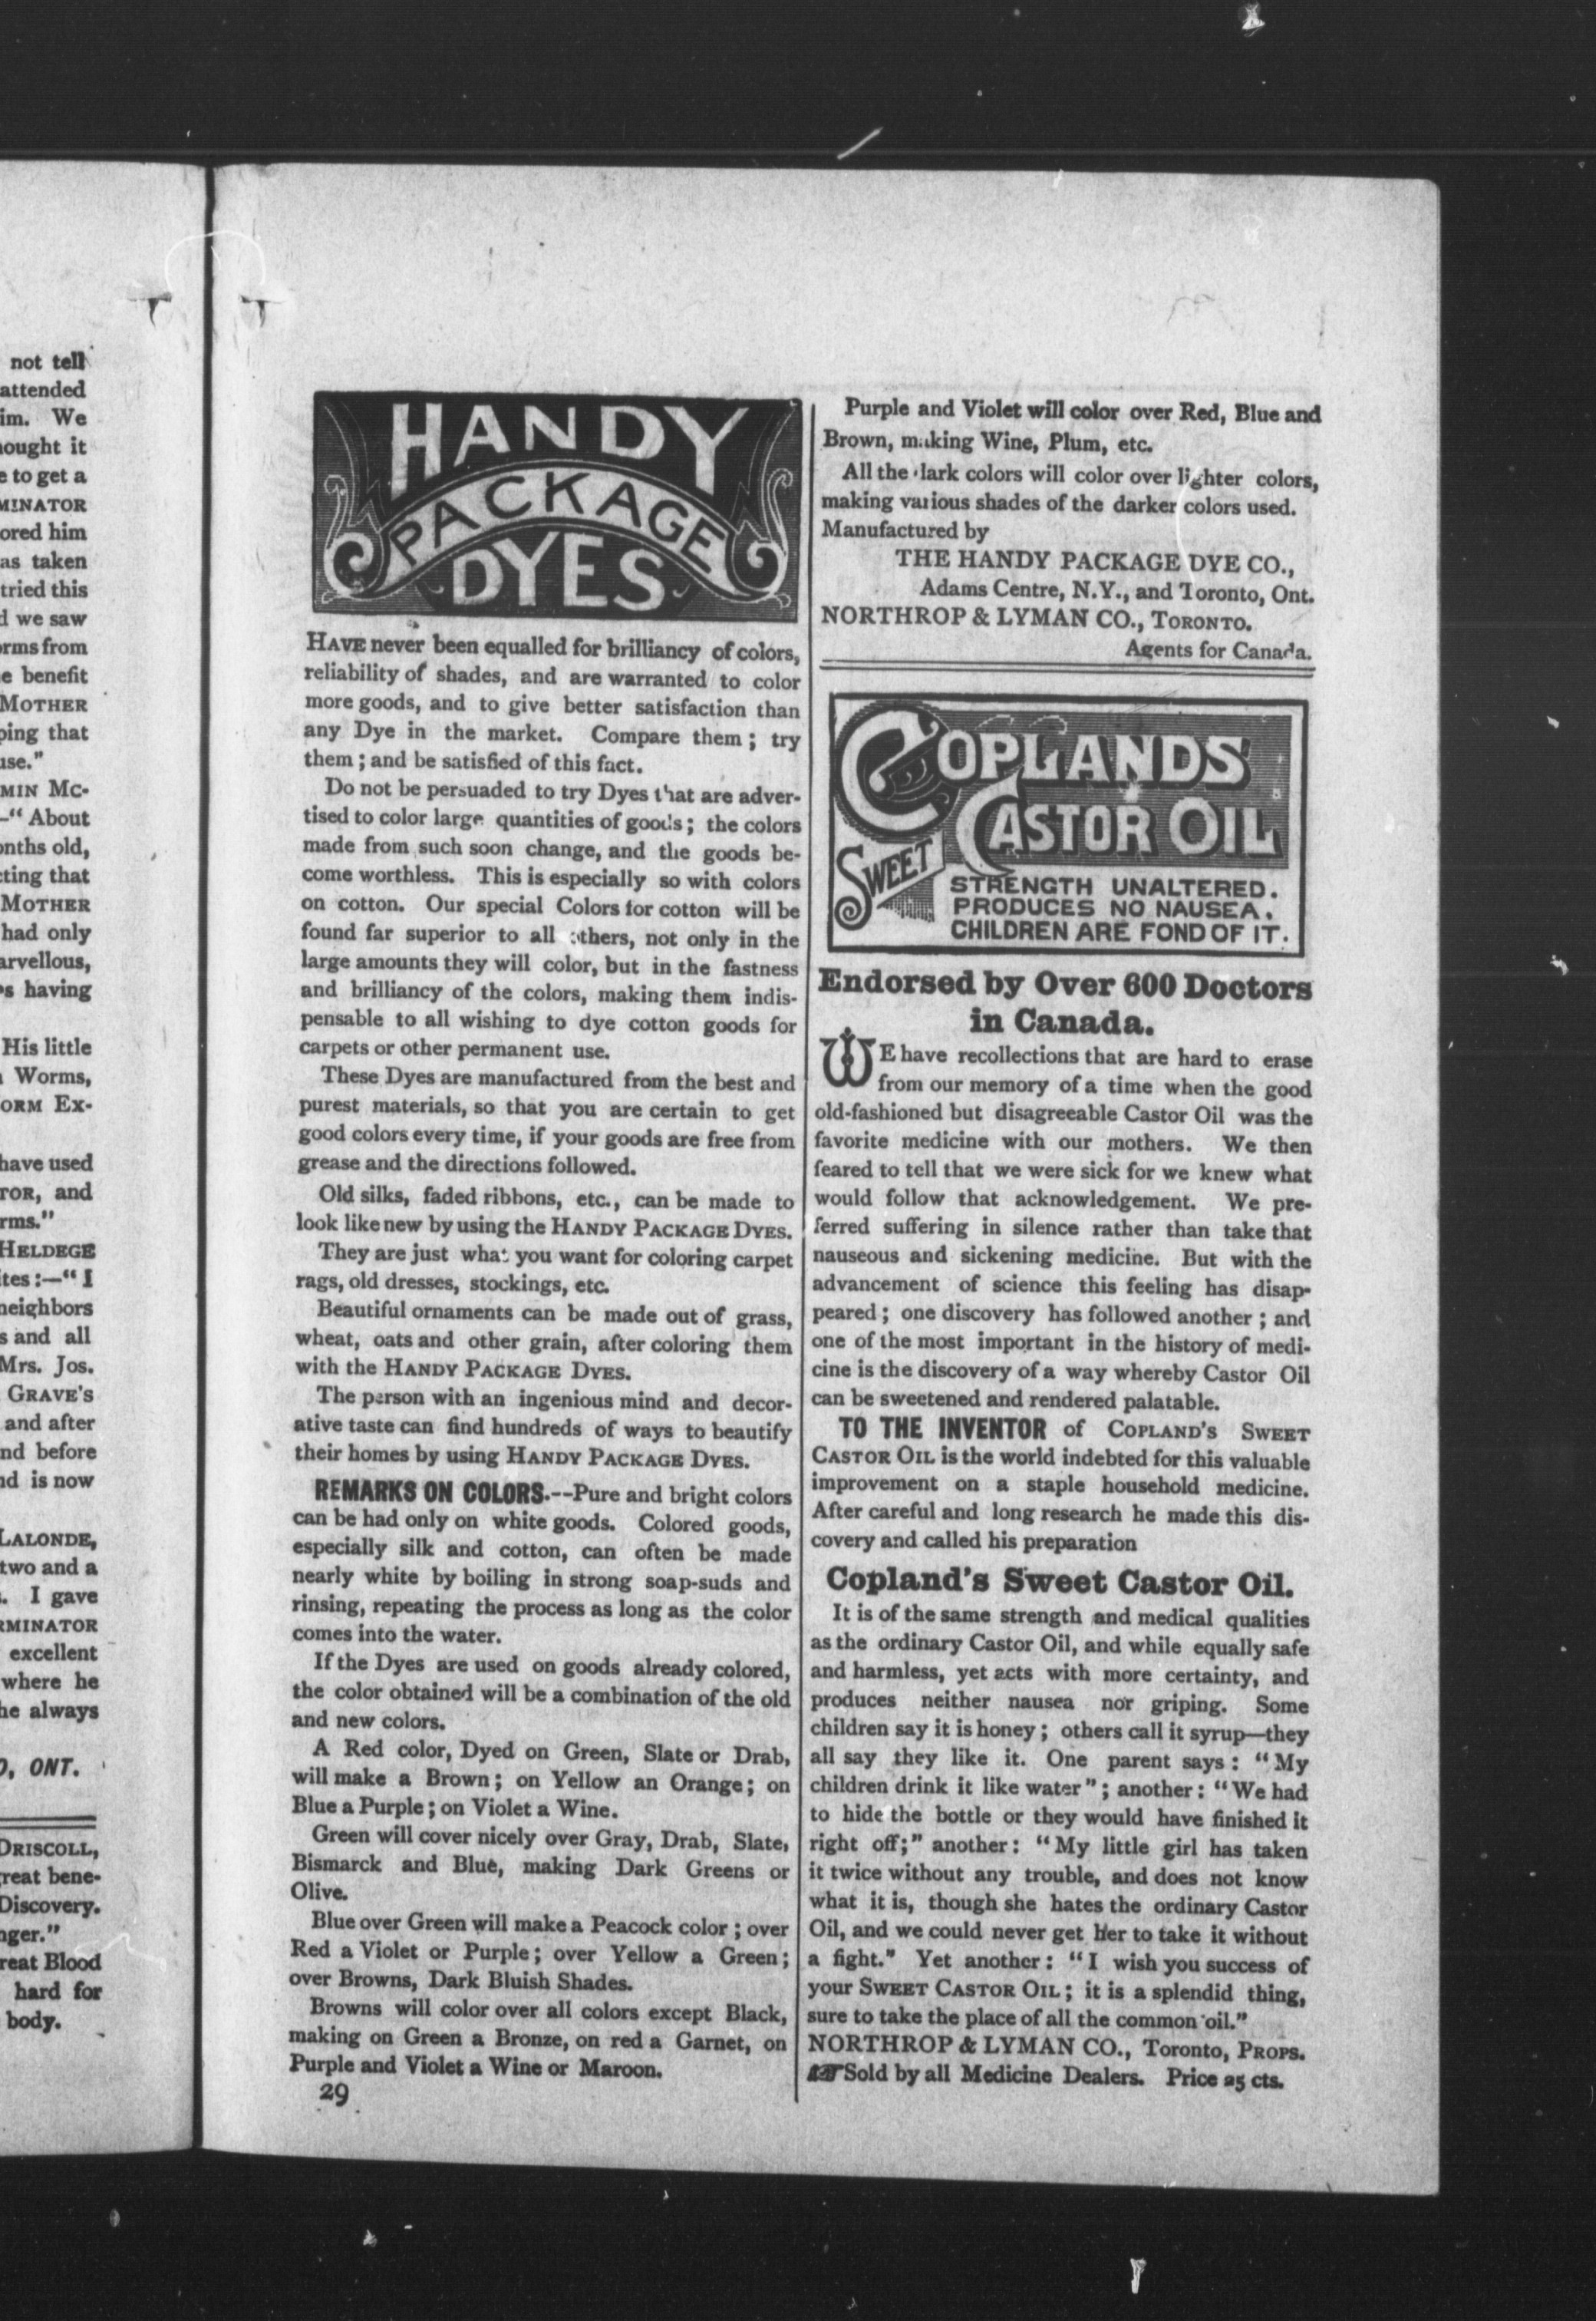 not tell
attended
im. We
ought it
e to get a
MINATOR
ored him
as taken
tried this
d we saw
rms from
e benefit
MOTHER
ping that
use."
MIN MC-
—" About
onths old,
cting that
MOTHER
had only
arvellous,
s having
His little
Worms,
ORM EX-
have used
TOR, and
rms."
HELDEGE
ites:—" I
neighbors
s and all
Mrs. Jos.
GRAVE'S
and after
nd before
nd is now
LALONDE,
two and a
. I gave
RMINATOR
excellent
where he
he always
O, ONT.
DRISCOLL,
great bene-
Discovery.
nger."
reat Blood
hard for
body.
HANDY
PACKAGE
DYES
HAVE never been equalled for brilliancy of colors,
reliability of shades, and are warranted to color
more goods, and to give better satisfaction than
any Dye in the market. Compare them; try
them; and be satisfied of this fact.
Do not be persuaded to try Dyes that are adver-
tised to color large quantities of goods; the colors
made from such soon change, and the goods be-
come worthless. This is especially so with colors
on cotton. Our special Colors for cotton will be
found far superior to all others, not only in the
large amounts they will color, but in the fastness
and brilliancy of the colors, making them indis-
pensable to all wishing to dye cotton goods for
carpets or other permanent use.
These Dyes are manufactured from the best and
purest materials, so that you are certain to get
good colors every time, if your goods are free from
grease and the directions followed.
Old silks, faded ribbons, etc., can be made to
look like new by using the HANDY PACKAGE DYES.
They are just what you want for coloring carpet
rags, old dresses, stockings, etc.
Beautiful ornaments can be made out of grass,
wheat, oats and other grain, after coloring them
with the HANDY PACKAGE DYES.
The person with an ingenious mind and decor-
ative taste can find hundreds of ways to beautify
their homes by using HANDY PACKAGE DYES.
REMARKS ON COLORS.--Pure and bright colors
can be had only on white goods. Colored goods,
especially silk and cotton, can often be made
nearly white by boiling in strong soap-suds and
rinsing, repeating the process as long as the color
comes into the water.
If the Dyes are used on goods already colored,
the color obtained will be a combination of the old
and new colors.
A Red color, Dyed on Green, Slate or Drab,
will make a Brown; on Yellow an Orange; on
Blue a Purple; on Violet a Wine.
Green will cover nicely over Gray, Drab, Slate,
Bismarck and Blue, making Dark Greens or
Olive.
Blue over Green will make a Peacock color; over
Red a Violet or Purple; over Yellow a Green;
over Browns, Dark Bluish Shades.
Browns will color over all colors except Black,
making on Green a Bronze, on red a Garnet, on
Purple and Violet a Wine or Maroon.
29
Purple and Violet will color over Red, Blue and
Brown, making Wine, Plum, etc.
All the dark colors will color over lighter colors,
making various shades of the darker colors used.
Manufactured by
THE HANDY PACKAGE DYE CO.,
Adams Centre, N.Y., and Toronto, Ont.
NORTHROP & LYMAN CO., TORONTO.
Agents for Canada.
COPLANDS
CASTOR OIL
SWEET
STRENGTH UNALTERED.
PRODUCES NO NAUSEA.
CHILDREN ARE FOND OF IT.
Endorsed by Over 600 Doctors
in Canada.
WE have recollections that are hard to erase
from our memory of a time when the good
old-fashioned but disagreeable Castor Oil was the
favorite medicine with our mothers. We then
feared to tell that we were sick for we knew what
would follow that acknowledgement. We pre-
ferred suffering in silence rather than take that
nauseous and sickening medicine. But with the
advancement of science this feeling has disap-
peared; one discovery has followed another; and
one of the most important in the history of medi-
cine is the discovery of a way whereby Castor Oil
can be sweetened and rendered palatable.
TO THE INVENTOR of COPLAND'S SWEET
CASTOR OIL is the world indebted for this valuable
improvement on a staple household medicine.
After careful and long research he made this dis-
covery and called his preparation
Copland's Sweet Castor Oil.
It is of the same strength and medical qualities
as the ordinary Castor Oil, and while equally safe
and harmless, yet acts with more certainty, and
produces neither nausea nor griping. Some
children say it is honey; others call it syrup—they
all say they like it. One parent says: "My
children drink it like water"; another: "We had
to hide the bottle or they would have finished it
right off;" another: "My little girl has taken
it twice without any trouble, and does not know
what it is, though she hates the ordinary Castor
Oil, and we could never get her to take it without
a fight." Yet another: "I wish you success of
your SWEET CASTOR OIL; it is a splendid thing,
sure to take the place of all the common oil."
NORTHROP & LYMAN CO., Toronto, PROPS.
☞Sold by all Medicine Dealers. Price 25 cts.